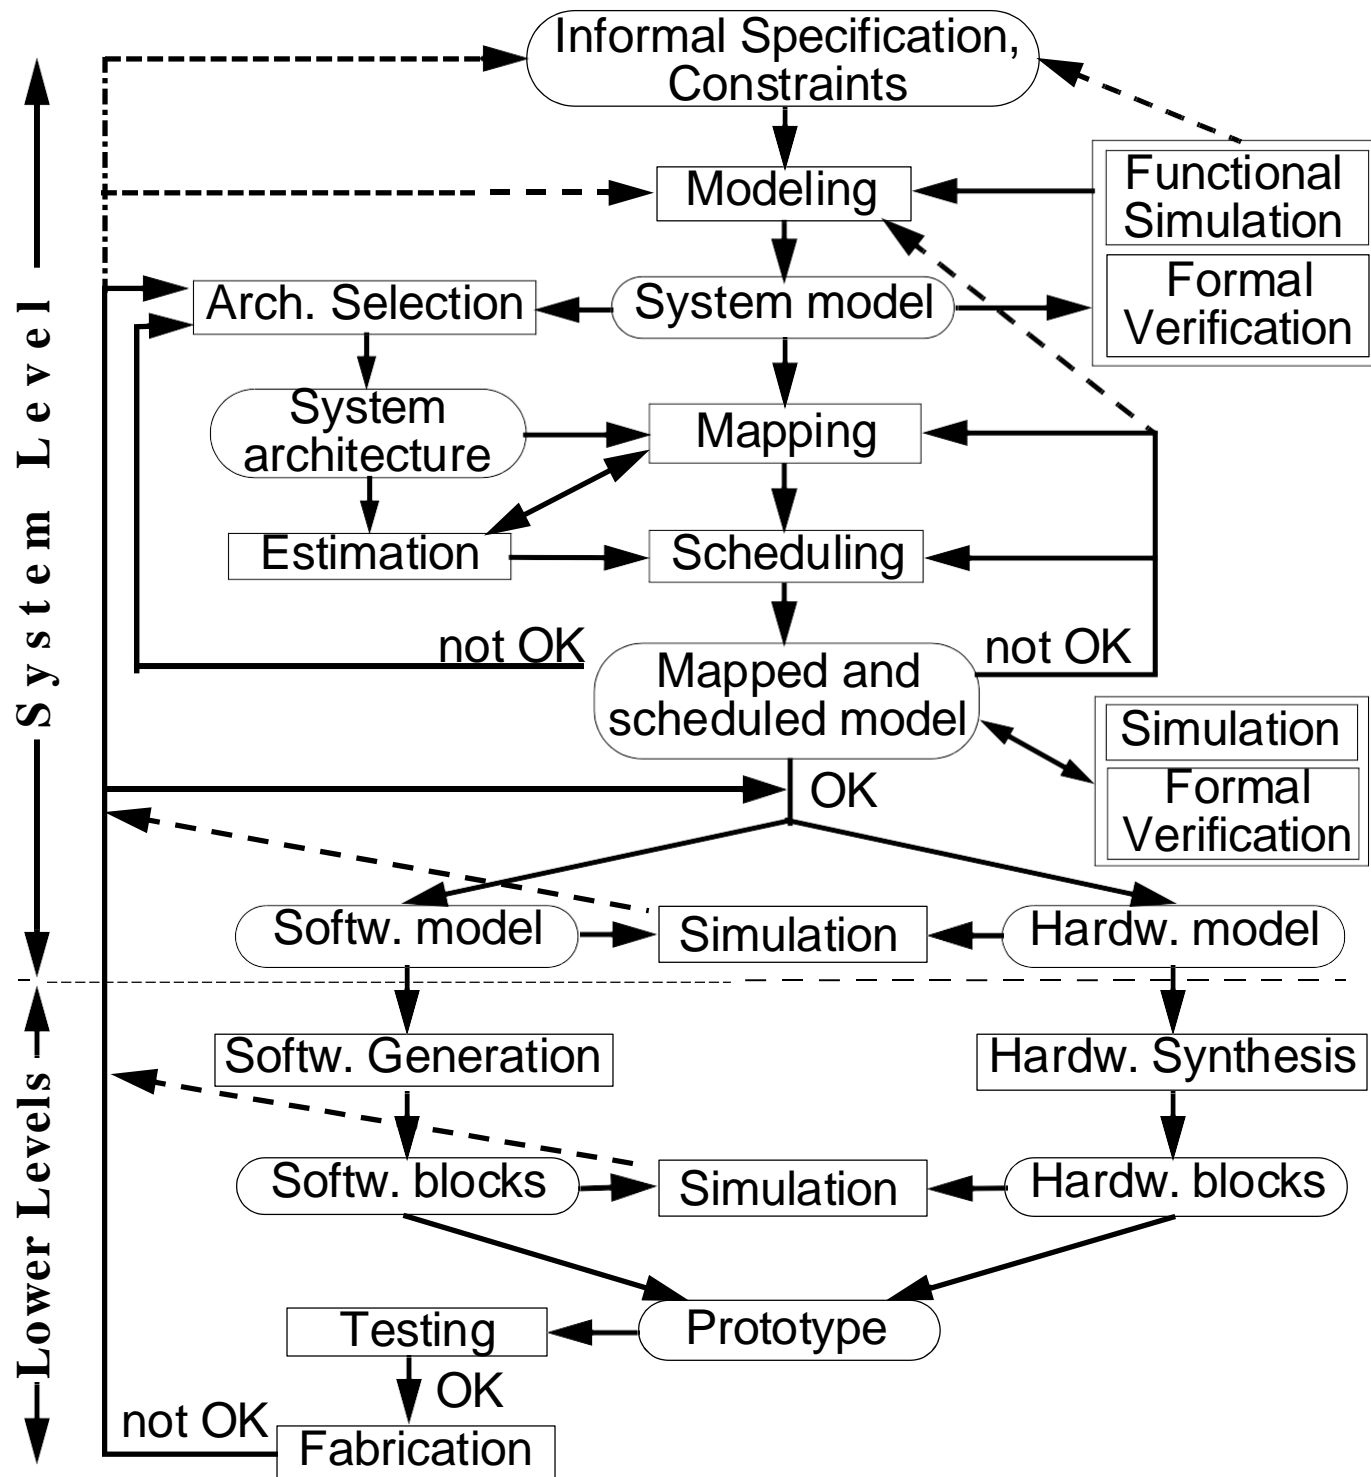 Informal Specification,
Constraints
Modeling
Functional
Simulation
Formal
Verification
Arch. Selection
System model
System
architecture
Mapping
Estimation
Scheduling
not OK
not OK
Mapped and
scheduled model
Simulation
Formal
Verification
OK
Softw. model
Simulation
Hardw. model
Softw. Generation
Hardw. Synthesis
Softw. blocks
Simulation
Hardw. blocks
Testing
Prototype
OK
not OK
Fabrication
System Level
Lower Levels